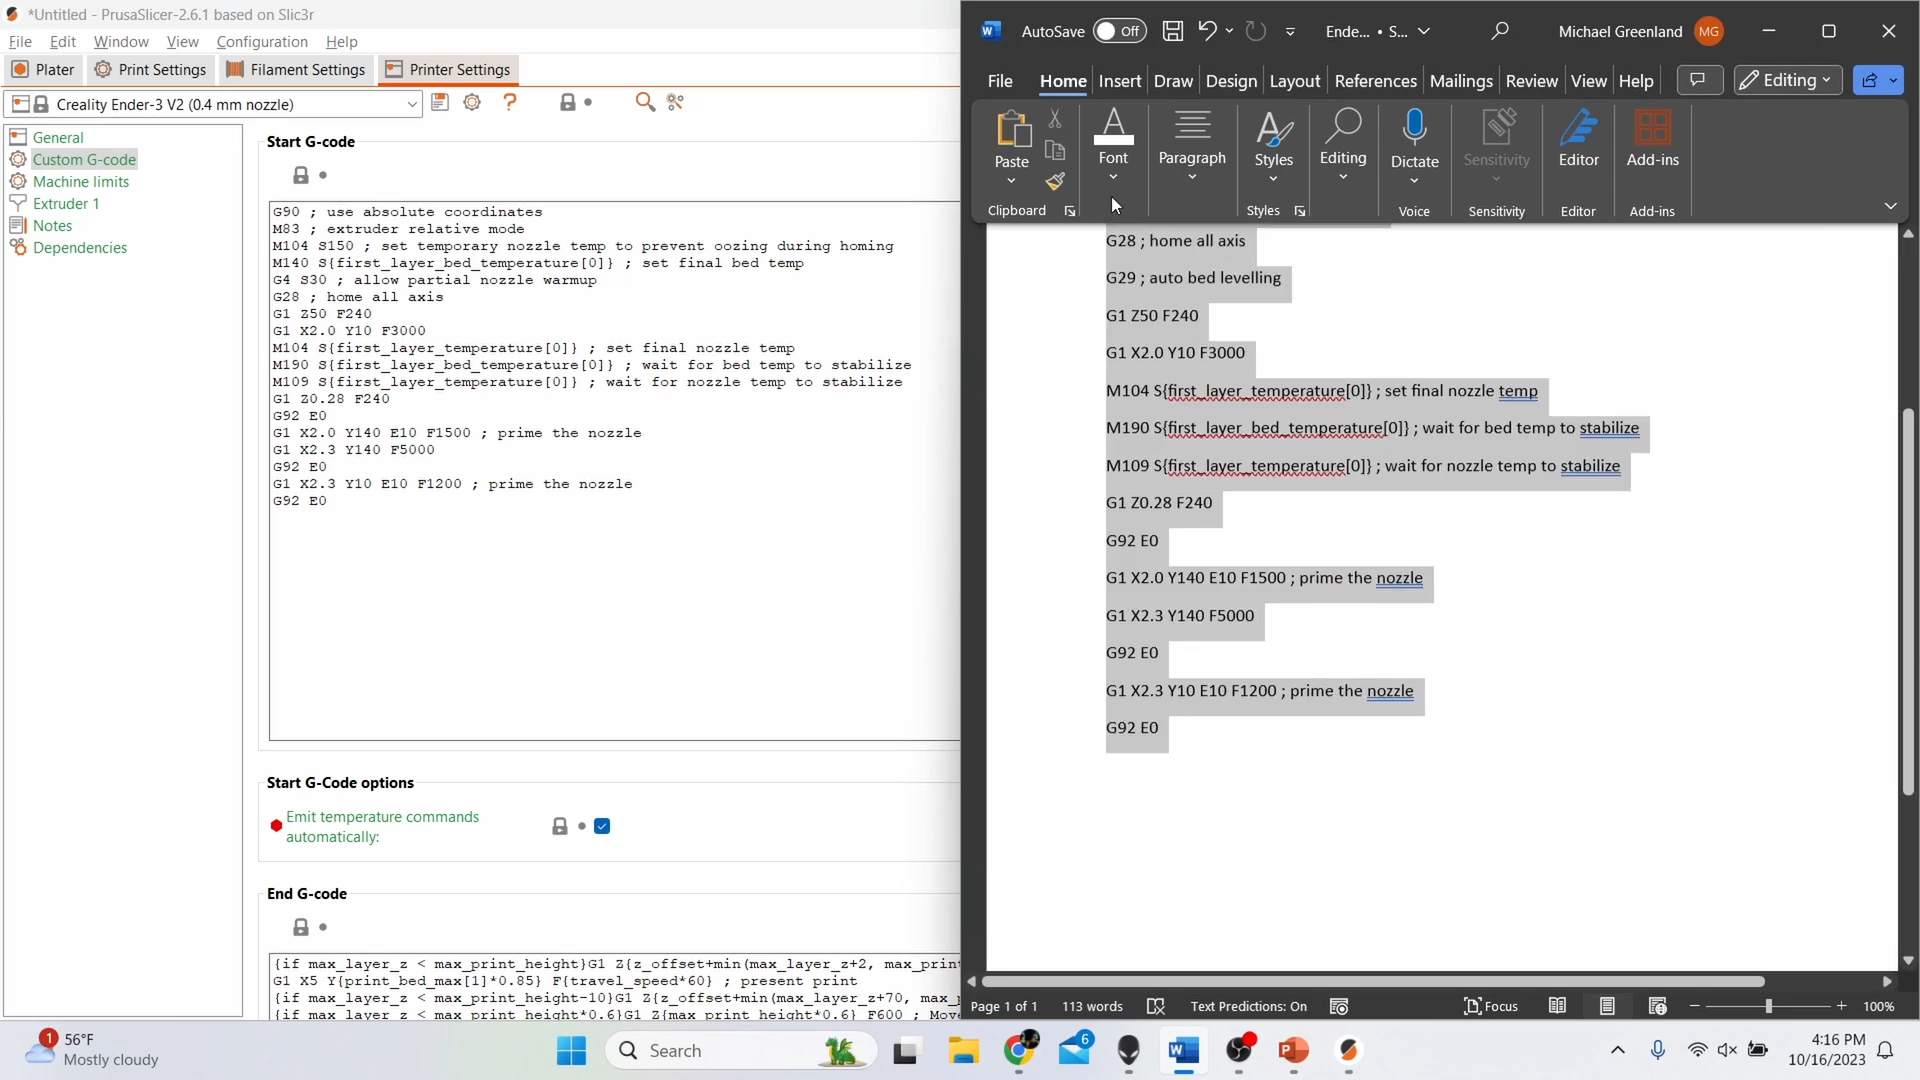 *Untitled - PrusaSlicer-2.6.1 based on Slic3r
File Edit Window View Configuration Help
Plater Print Settings Filament Settings Printer Settings
Creality Ender-3 V2 (0.4 mm nozzle)
General
Custom G-code
Machine limits
Extruder 1
Notes
Dependencies
Start G-code
G90 ; use absolute coordinates
M83 ; extruder relative mode
M104 S150 ; set temporary nozzle temp to prevent oozing during homing
M140 S{first_layer_bed_temperature[0]} ; set final bed temp
G4 S30 ; allow partial nozzle warmup
G28 ; home all axis
G1 Z50 F240
G1 X2.0 Y10 F3000
M104 S{first_layer_temperature[0]} ; set final nozzle temp
M190 S{first_layer_bed_temperature[0]} ; wait for bed temp to stabilize
M109 S{first_layer_temperature[0]} ; wait for nozzle temp to stabilize
G1 Z0.28 F240
G92 E0
G1 X2.0 Y140 E10 F1500 ; prime the nozzle
G1 X2.3 Y140 F5000
G92 E0
G1 X2.3 Y10 E10 F1200 ; prime the nozzle
G92 E0
Start G-Code options
Emit temperature commands
automatically:
End G-code
{if max_layer_z < max_print_height}G1 Z{z_offset+min(max_layer_z+2, max_print
G1 X5 Y{print_bed_max[1]*0.85} F{travel_speed*60} ; present print
{if max_layer_z < max_print_height-10}G1 Z{z_offset+min(max_layer_z+70, max_p
{if max_layer_z < max_print_height*0.6}G1 Z{max_print_height*0.6} F600 ; Mov
AutoSave Off Ende... • S... Michael Greenland MG
File Home Insert Draw Design Layout References Mailings Review View Help Editing
Paste Font Paragraph Styles Editing Dictate Sensitivity Editor Add-ins
Clipboard Styles Voice Sensitivity Editor Add-ins
G28 ; home all axis
G29 ; auto bed levelling
G1 Z50 F240
G1 X2.0 Y10 F3000
M104 S{first_layer_temperature[0]} ; set final nozzle temp
M190 S{first_layer_bed_temperature[0]} ; wait for bed temp to stabilize
M109 S{first_layer_temperature[0]} ; wait for nozzle temp to stabilize
G1 Z0.28 F240
G92 E0
G1 X2.0 Y140 E10 F1500 ; prime the nozzle
G1 X2.3 Y140 F5000
G92 E0
G1 X2.3 Y10 E10 F1200 ; prime the nozzle
G92 E0
Page 1 of 1 113 words Text Predictions: On Focus 100%
1 56°F
Mostly cloudy
Search
6
4:16 PM
10/16/2023